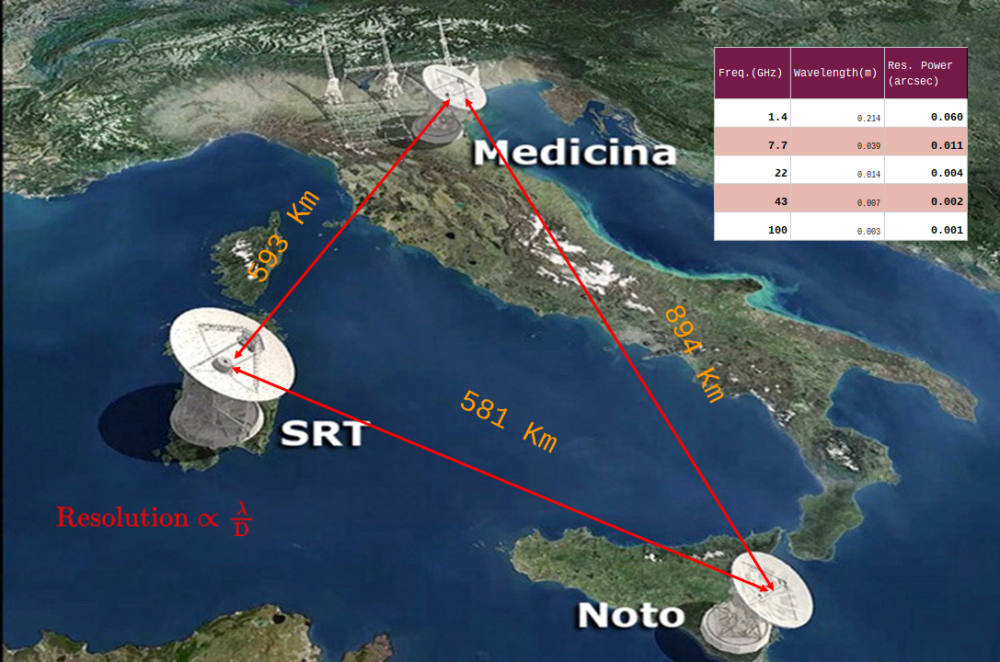 Freq.(GHz) Wavelength(m) Res. Power (arcsec)
1.4 0.214 0.060
7.7 0.039 0.011
22 0.014 0.004
43 0.007 0.002
100 0.003 0.001
Medicina
593 Km
894 Km
581 Km
SRT
Resolution ∝ λ/D
Noto